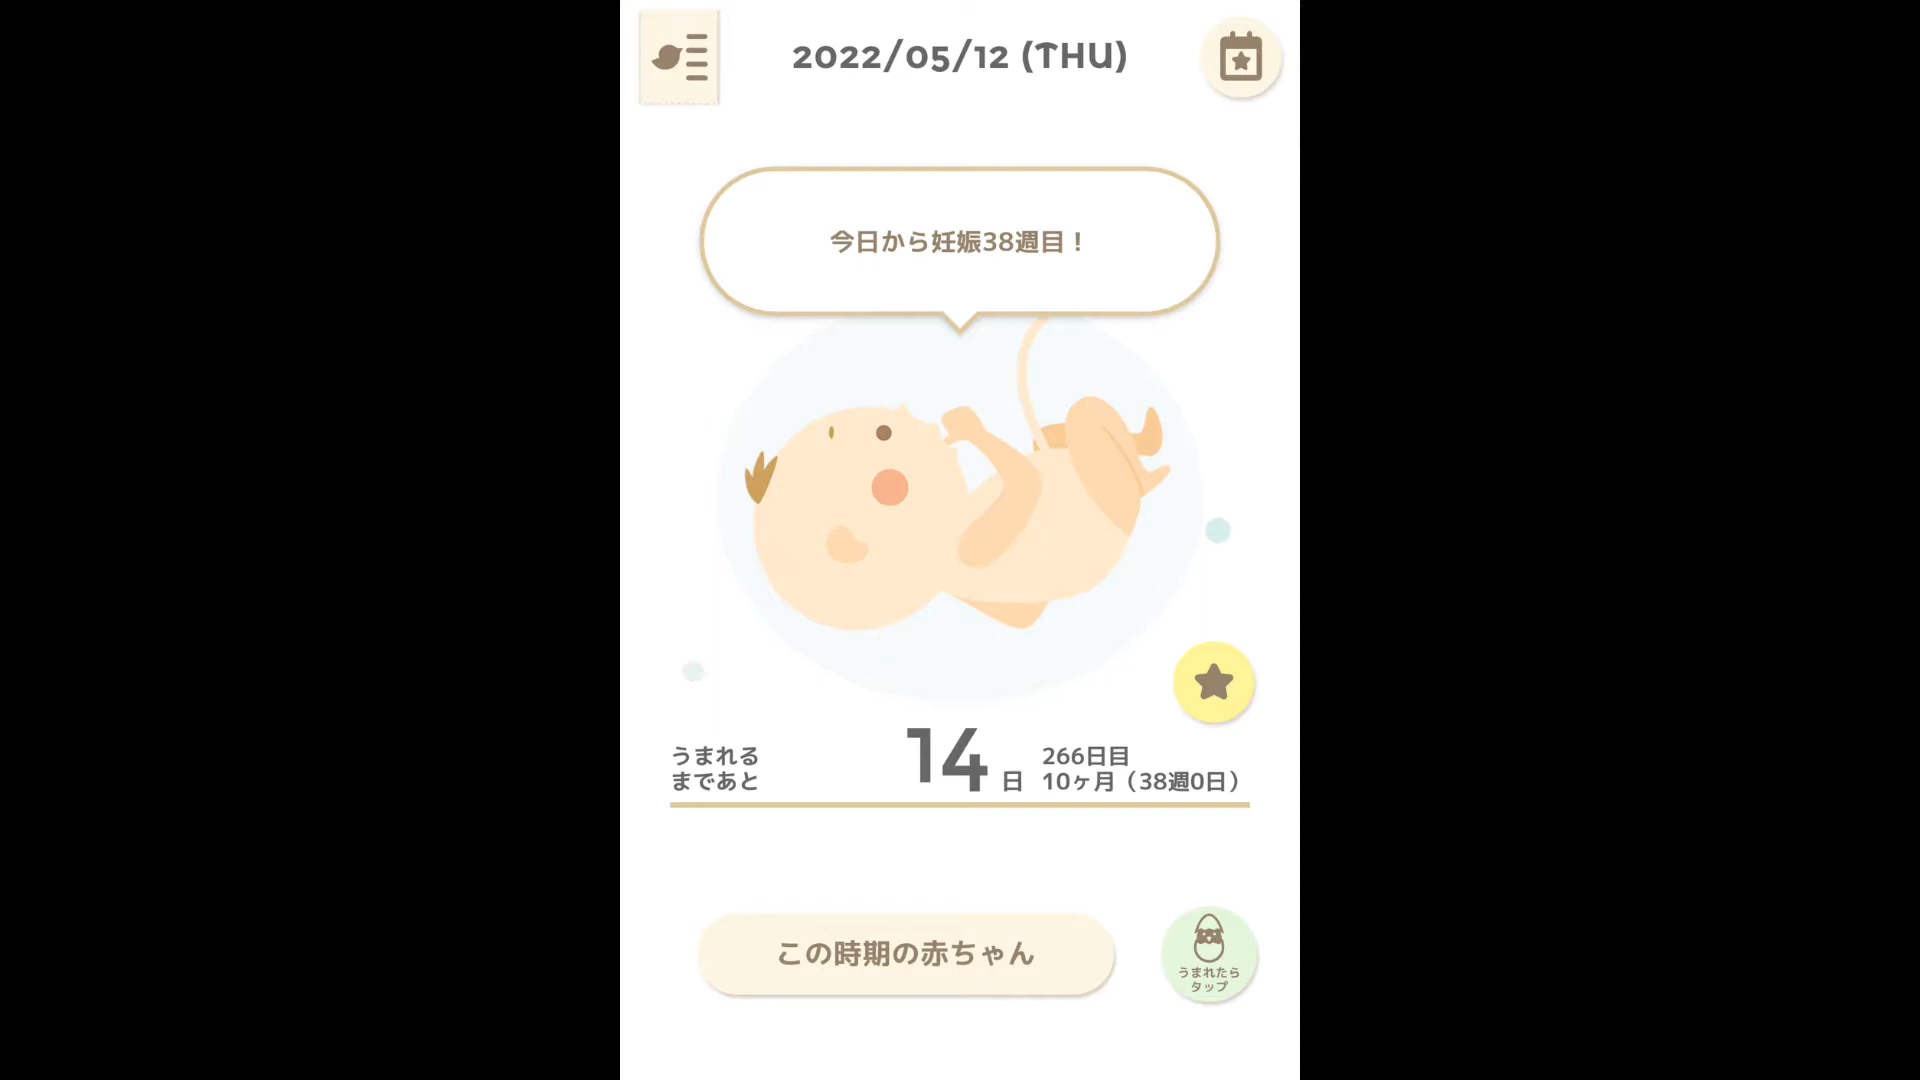 2022/05/12 (THU)
今日から妊娠38週目！
うまれる
まであと
14日
266日目
10ヶ月（38週0日）
この時期の赤ちゃん
うまれたら
タップ